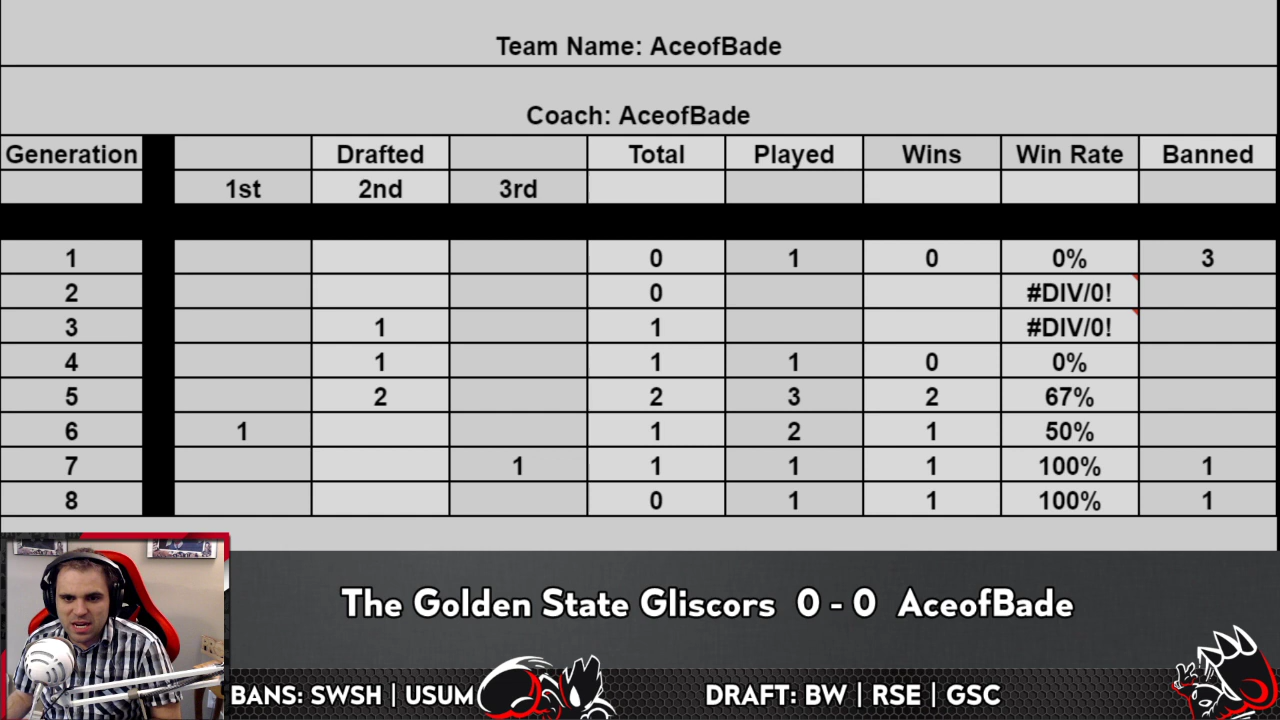 Team Name: AceofBade
Coach: AceofBade
Generation Drafted Total Played Wins Win Rate Banned
1st 2nd 3rd
1 0 1 0 0% 3
2 0 #DIV/0!
3 1 1 #DIV/0!
4 1 1 1 0 0%
5 2 2 3 2 67%
6 1 1 2 1 50%
7 1 1 1 1 100% 1
8 0 1 1 100% 1
The Golden State Gliscors 0 - 0 AceofBade
BANS: SWSH | USUM DRAFT: BW | RSE | GSC